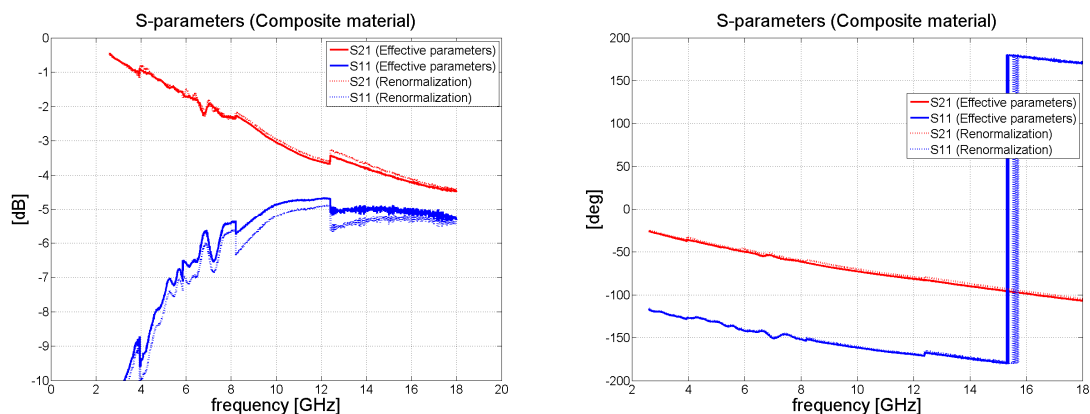 S-parameters (Composite material)
0
-1
-2
-3
-4
-5
-6
-7
-8
-9
-10
[dB]
S21 (Effective parameters)
S11 (Effective parameters)
S21 (Renormalization)
S11 (Renormalization)
0 2 4 6 8 10 12 14 16 18 20
frequency [GHz]
S-parameters (Composite material)
200
150
100
50
0
-50
-100
-150
-200
[deg]
S21 (Effective parameters)
S11 (Effective parameters)
S21 (Renormalization)
S11 (Renormalization)
2 4 6 8 10 12 14 16 18
frequency [GHz]